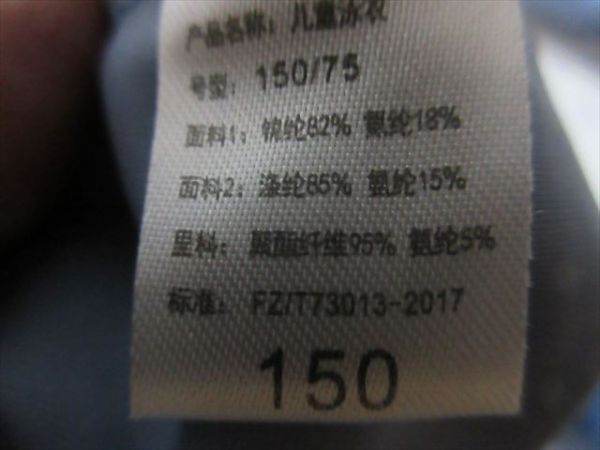 产品名称：儿童泳衣
号型：150/75
面料1：锦纶82% 氨纶18%
面料2：涤纶85% 氨纶15%
里料：聚酯纤维95% 氨纶5%
标准：FZ/T73013-2017
150